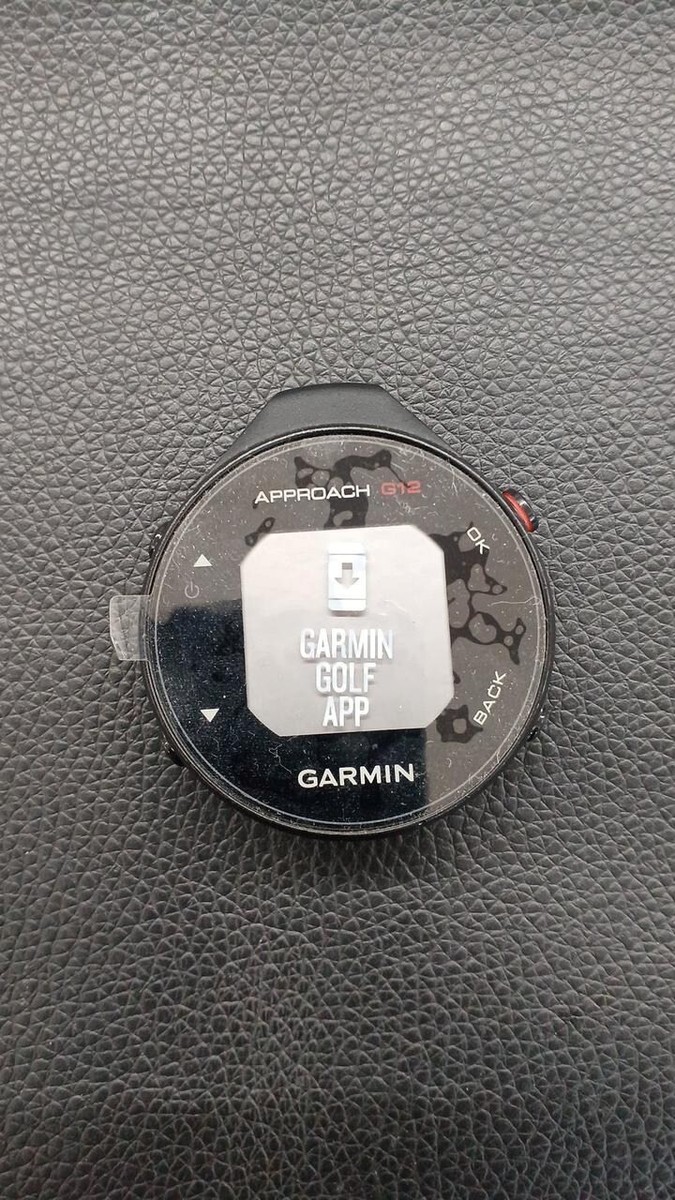 APPROACH G12
OK
GARMIN
GOLF
APP
BACK
GARMIN